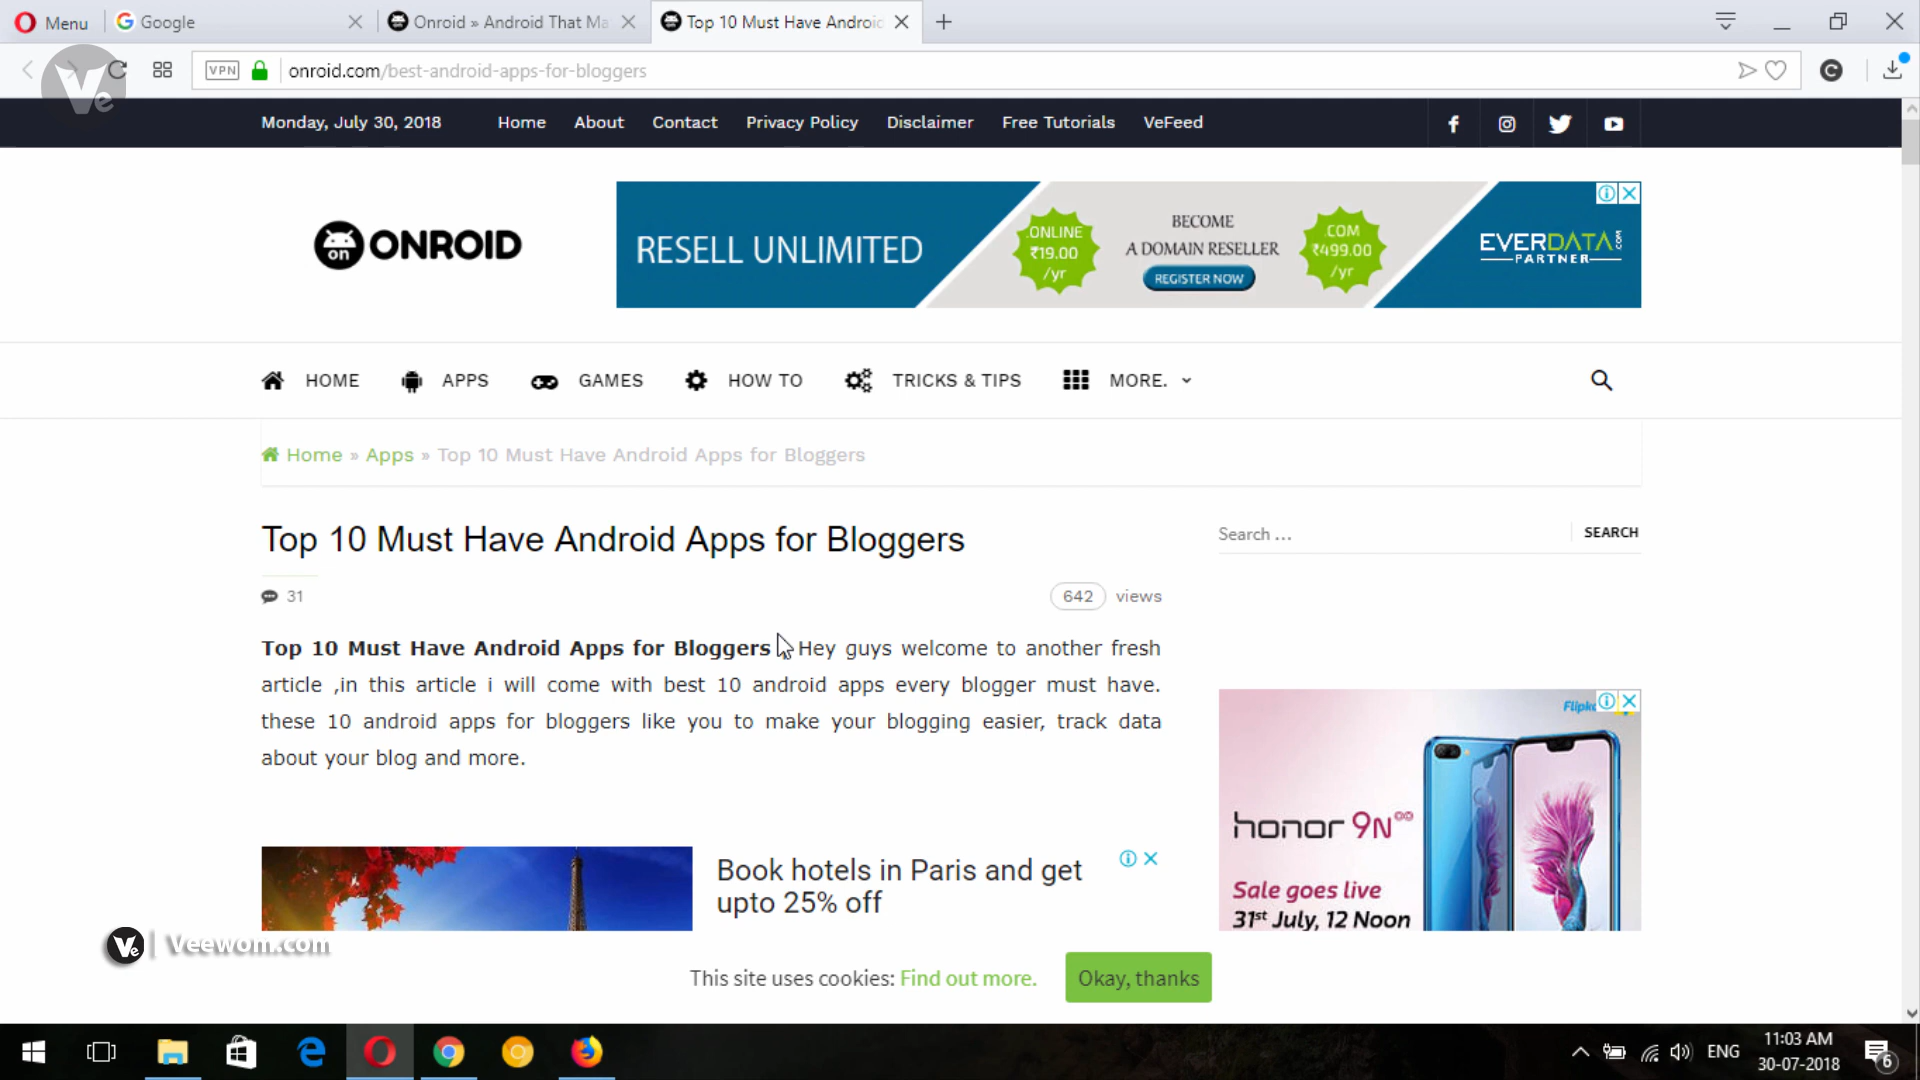 Menu
Google
Onroid » Android That Ma
Top 10 Must Have Androi
Ve
VPN
onroid.com/best-android-apps-for-bloggers
Monday, July 30, 2018
Home
About
Contact
Privacy Policy
Disclaimer
Free Tutorials
VeFeed
on
ONROID
RESELL UNLIMITED
.ONLINE
₹19.00
/yr
BECOME
A DOMAIN RESELLER
REGISTER NOW
.COM
₹499.00
/yr
EVERDATA.COM
PARTNER
HOME
APPS
GAMES
HOW TO
TRICKS & TIPS
MORE.
Home » Apps » Top 10 Must Have Android Apps for Bloggers
Top 10 Must Have Android Apps for Bloggers
Search ...
SEARCH
31
642 views
Top 10 Must Have Android Apps for Bloggers Hey guys welcome to another fresh
article ,in this article i will come with best 10 android apps every blogger must have.
these 10 android apps for bloggers like you to make your blogging easier, track data
about your blog and more.
Flipk
honor 9N
Sale goes live
31st July, 12 Noon
Book hotels in Paris and get
upto 25% off
Ve | Veewom.com
This site uses cookies: Find out more.
Okay, thanks
ENG
11:03 AM
30-07-2018
6